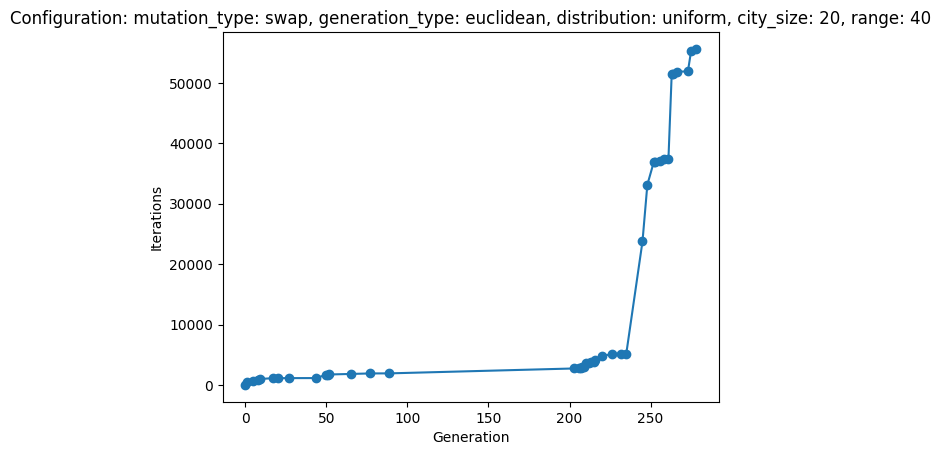 Configuration: mutation_type: swap, generation_type: euclidean, distribution: uniform, city_size: 20, range: 40
50000
40000
30000
20000
10000
0
Iterations
0 50 100 150 200 250
Generation